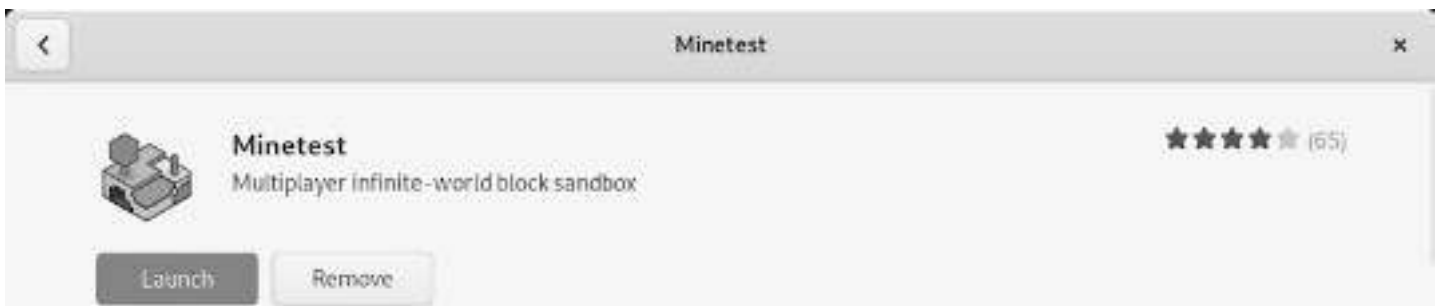 Minetest
Minetest
Multiplayer infinite-world block sandbox
(65)
Launch
Remove